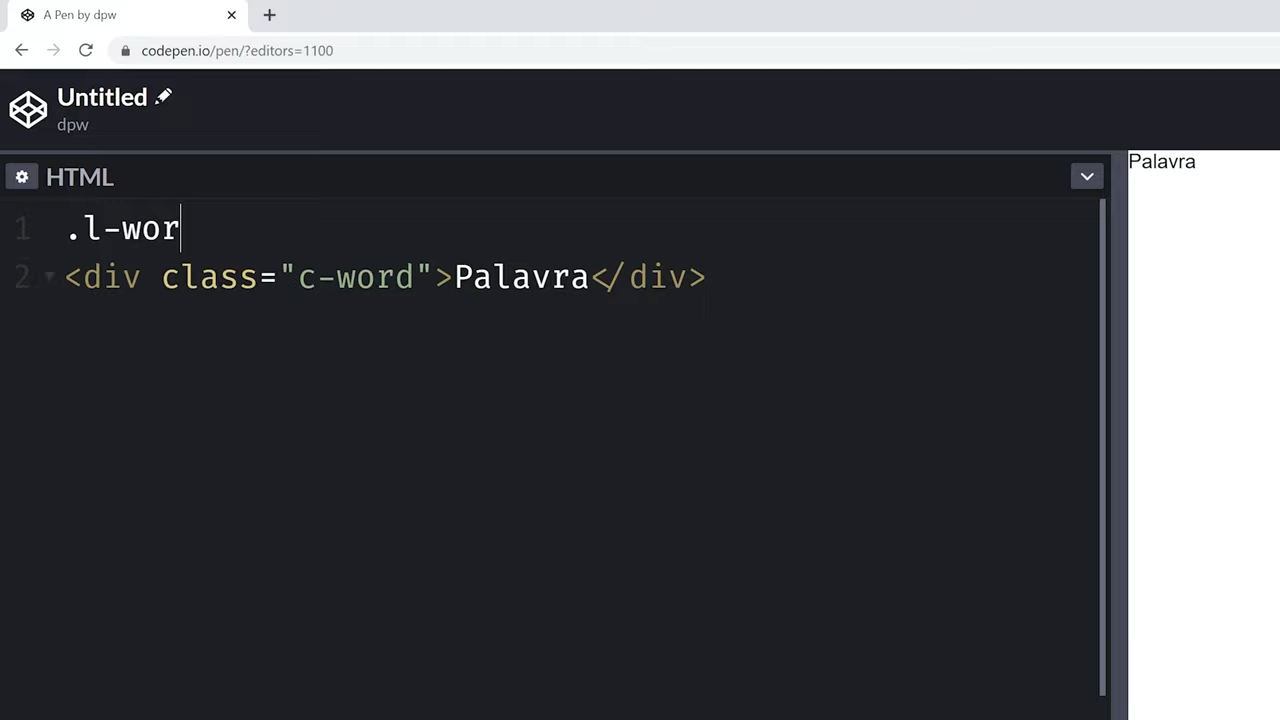 A Pen by dpw
codepen.io/pen/?editors=1100
Untitled
dpw
HTML
Palavra
1 .l-wor
2 <div class="c-word">Palavra</div>